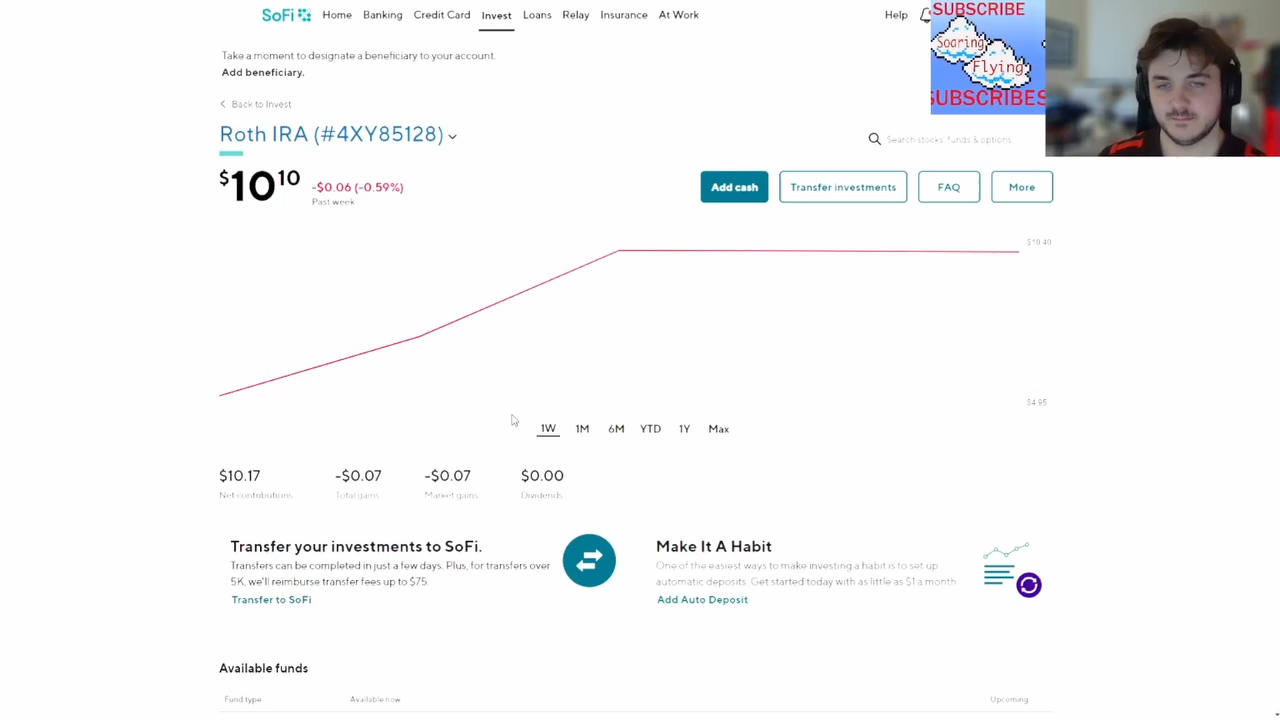 SoFi
Home Banking Credit Card Invest Loans Relay Insurance At Work
Help
SUBSCRIBE
Soaring
Flying
SUBSCRIBES
Take a moment to designate a beneficiary to your account.
Add beneficiary.
Back to Invest
Roth IRA (#4XY85128)
Search stocks, funds & options
$10.10
-$0.06 (-0.59%)
Past week
Add cash
Transfer investments
FAQ
More
$10.40
$4.95
1W 1M 6M YTD 1Y Max
$10.17 -$0.07 -$0.07 $0.00
Net contributions Total gains Market gains Dividends
Transfer your investments to SoFi.
Transfers can be completed in just a few days. Plus, for transfers over
5K, we'll reimburse transfer fees up to $75.
Transfer to SoFi
Make It A Habit
One of the easiest ways to make investing a habit is to set up
automatic deposits. Get started today with as little as $1 a month
Add Auto Deposit
Available funds
Fund type Available now Upcoming